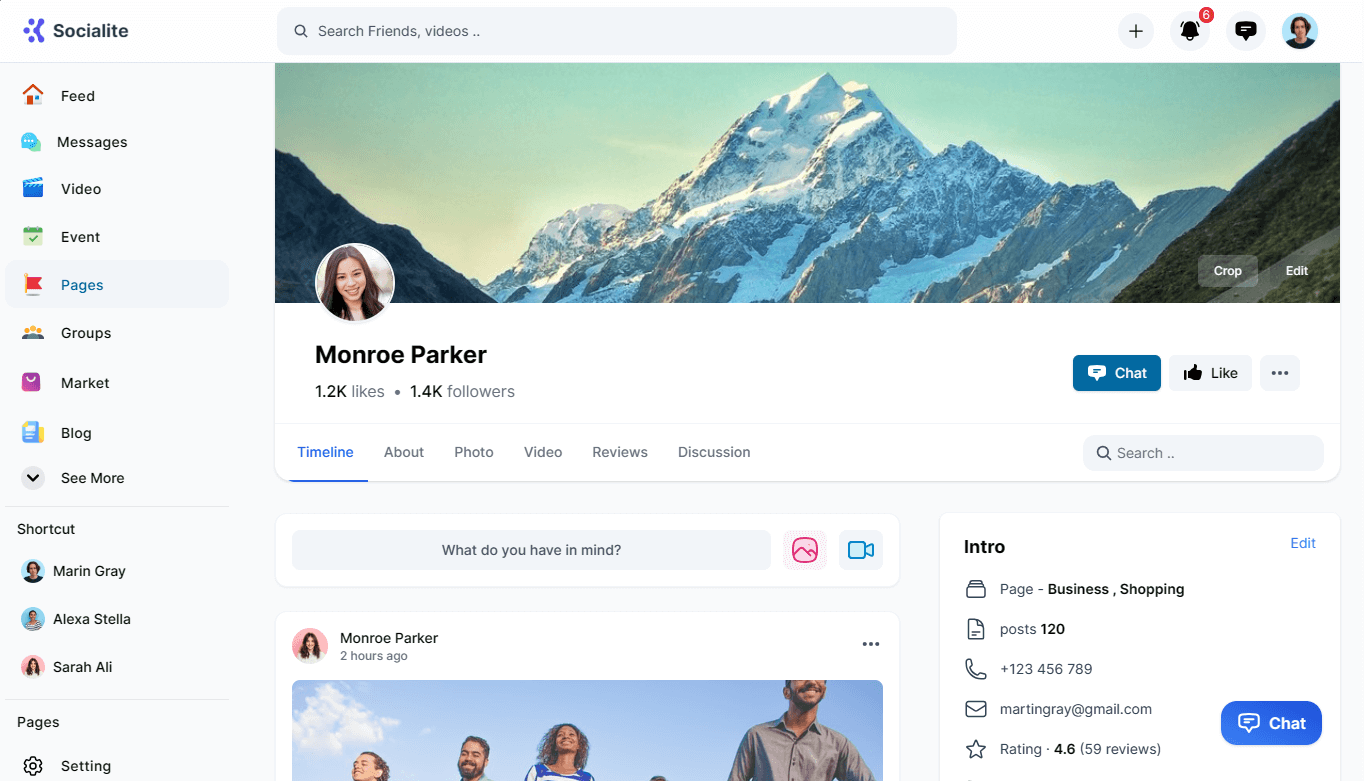 Socialite
Search Friends, videos ..
6
Feed
Messages
Video
Event
Pages
Groups
Market
Blog
See More
Shortcut
Marin Gray
Alexa Stella
Sarah Ali
Pages
Setting
Crop
Edit
Monroe Parker
1.2K likes • 1.4K followers
Chat
Like
Timeline
About
Photo
Video
Reviews
Discussion
Search ..
What do you have in mind?
Monroe Parker
2 hours ago
Intro
Edit
Page - Business , Shopping
posts 120
+123 456 789
martingray@gmail.com
Rating · 4.6 (59 reviews)
Chat